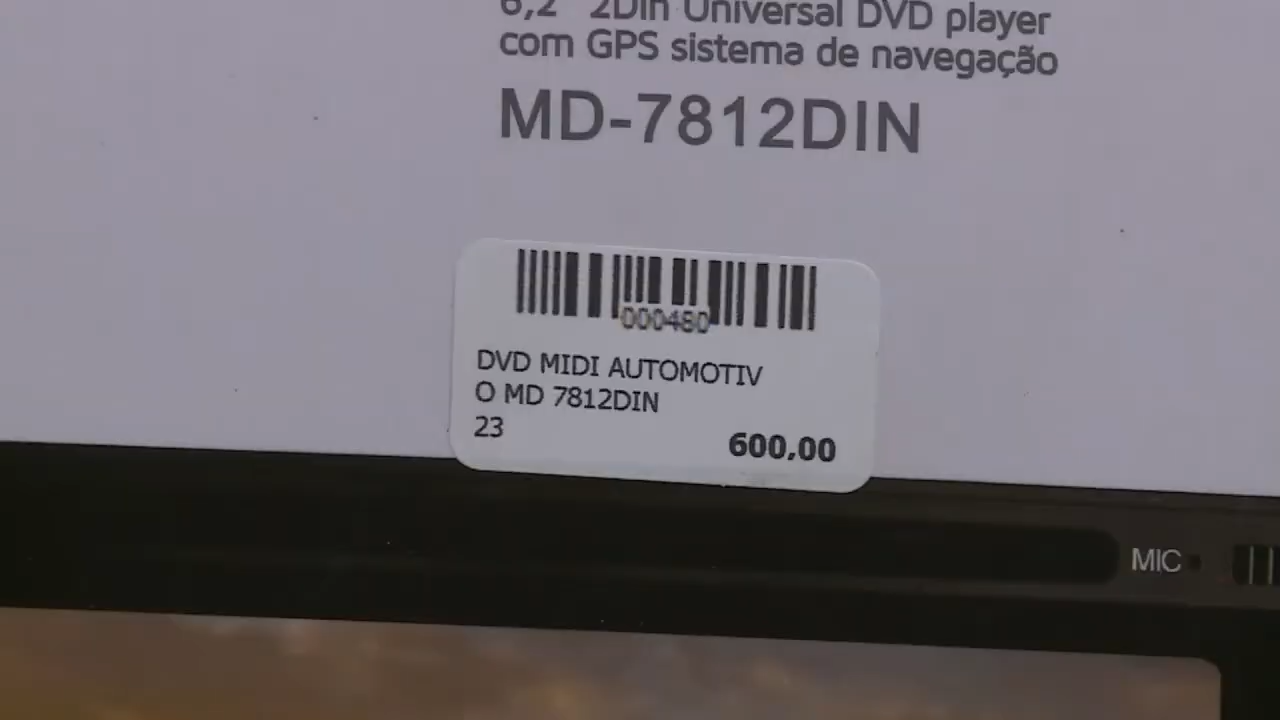 6,2" 2Din Universal DVD player
com GPS sistema de navegação
MD-7812DIN
000480
DVD MIDI AUTOMOTIV
O MD 7812DIN
23
600,00
MIC